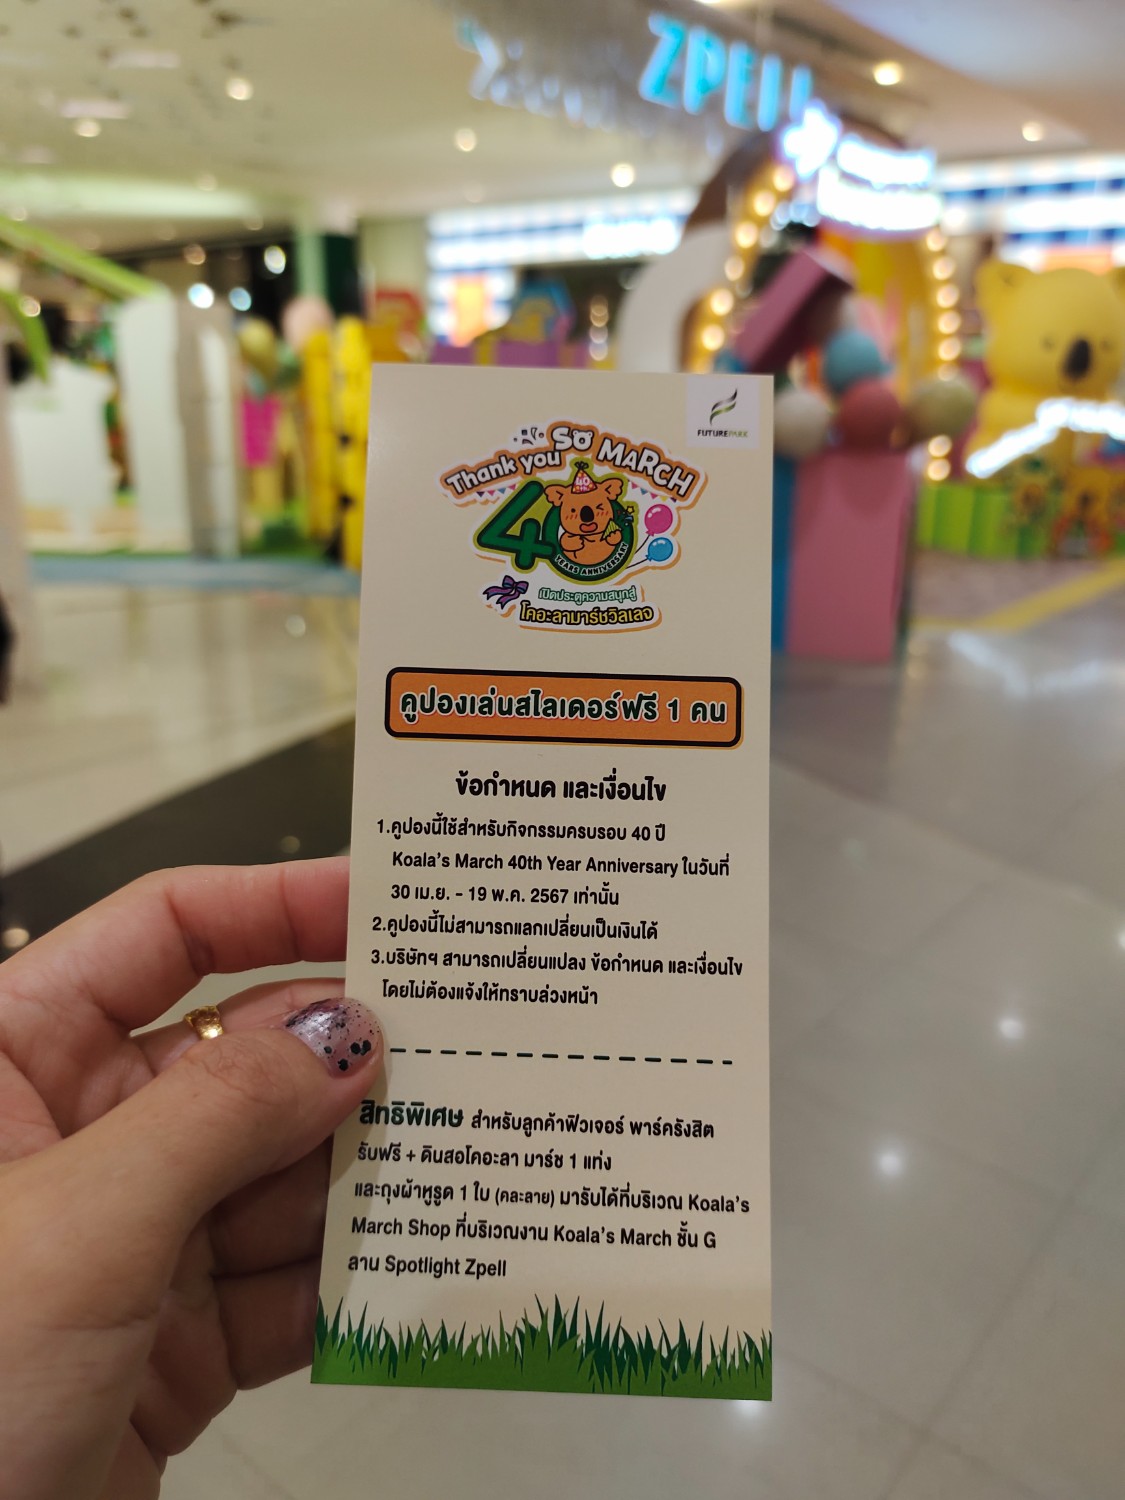 ZPELL
FUTUREPARK
Thank you SO MARCH
40
40
YEARS ANNIVERSARY
เปิดประตูความสนุกสู่
โคอะลามาร์ชวิลเลจ
คูปองเล่นสไลเดอร์ฟรี 1 คน
ข้อกำหนด และเงื่อนไข
1.คูปองนี้ใช้สำหรับกิจกรรมครบรอบ 40 ปี
Koala's March 40th Year Anniversary ในวันที่
30 เม.ย. - 19 พ.ค. 2567 เท่านั้น
2.คูปองนี้ไม่สามารถแลกเปลี่ยนเป็นเงินได้
3.บริษัทฯ สามารถเปลี่ยนแปลง ข้อกำหนด และเงื่อนไข
โดยไม่ต้องแจ้งให้ทราบล่วงหน้า
สิทธิพิเศษ สำหรับลูกค้าฟิวเจอร์ พาร์ครังสิต
รับฟรี + ดินสอโคอะลา มาร์ช 1 แท่ง
และถุงผ้าหูรูด 1 ใบ (คละลาย) มารับได้ที่บริเวณ Koala's
March Shop ที่บริเวณงาน Koala's March ชั้น G
ลาน Spotlight Zpell